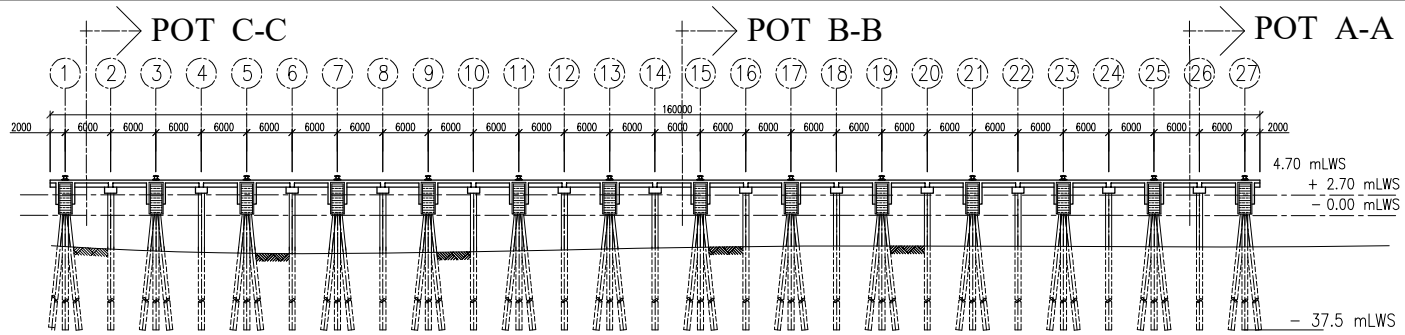 POT C-C POT B-B POT A-A
1 2 3 4 5 6 7 8 9 10 11 12 13 14 15 16 17 18 19 20 21 22 23 24 25 26 27
160000
2000 6000 6000 6000 6000 6000 6000 6000 6000 6000 6000 6000 6000 6000 6000 6000 6000 6000 6000 6000 6000 6000 6000 6000 6000 6000 6000 2000
4.70 mLWS
+ 2.70 mLWS
- 0.00 mLWS
- 37.5 mLWS